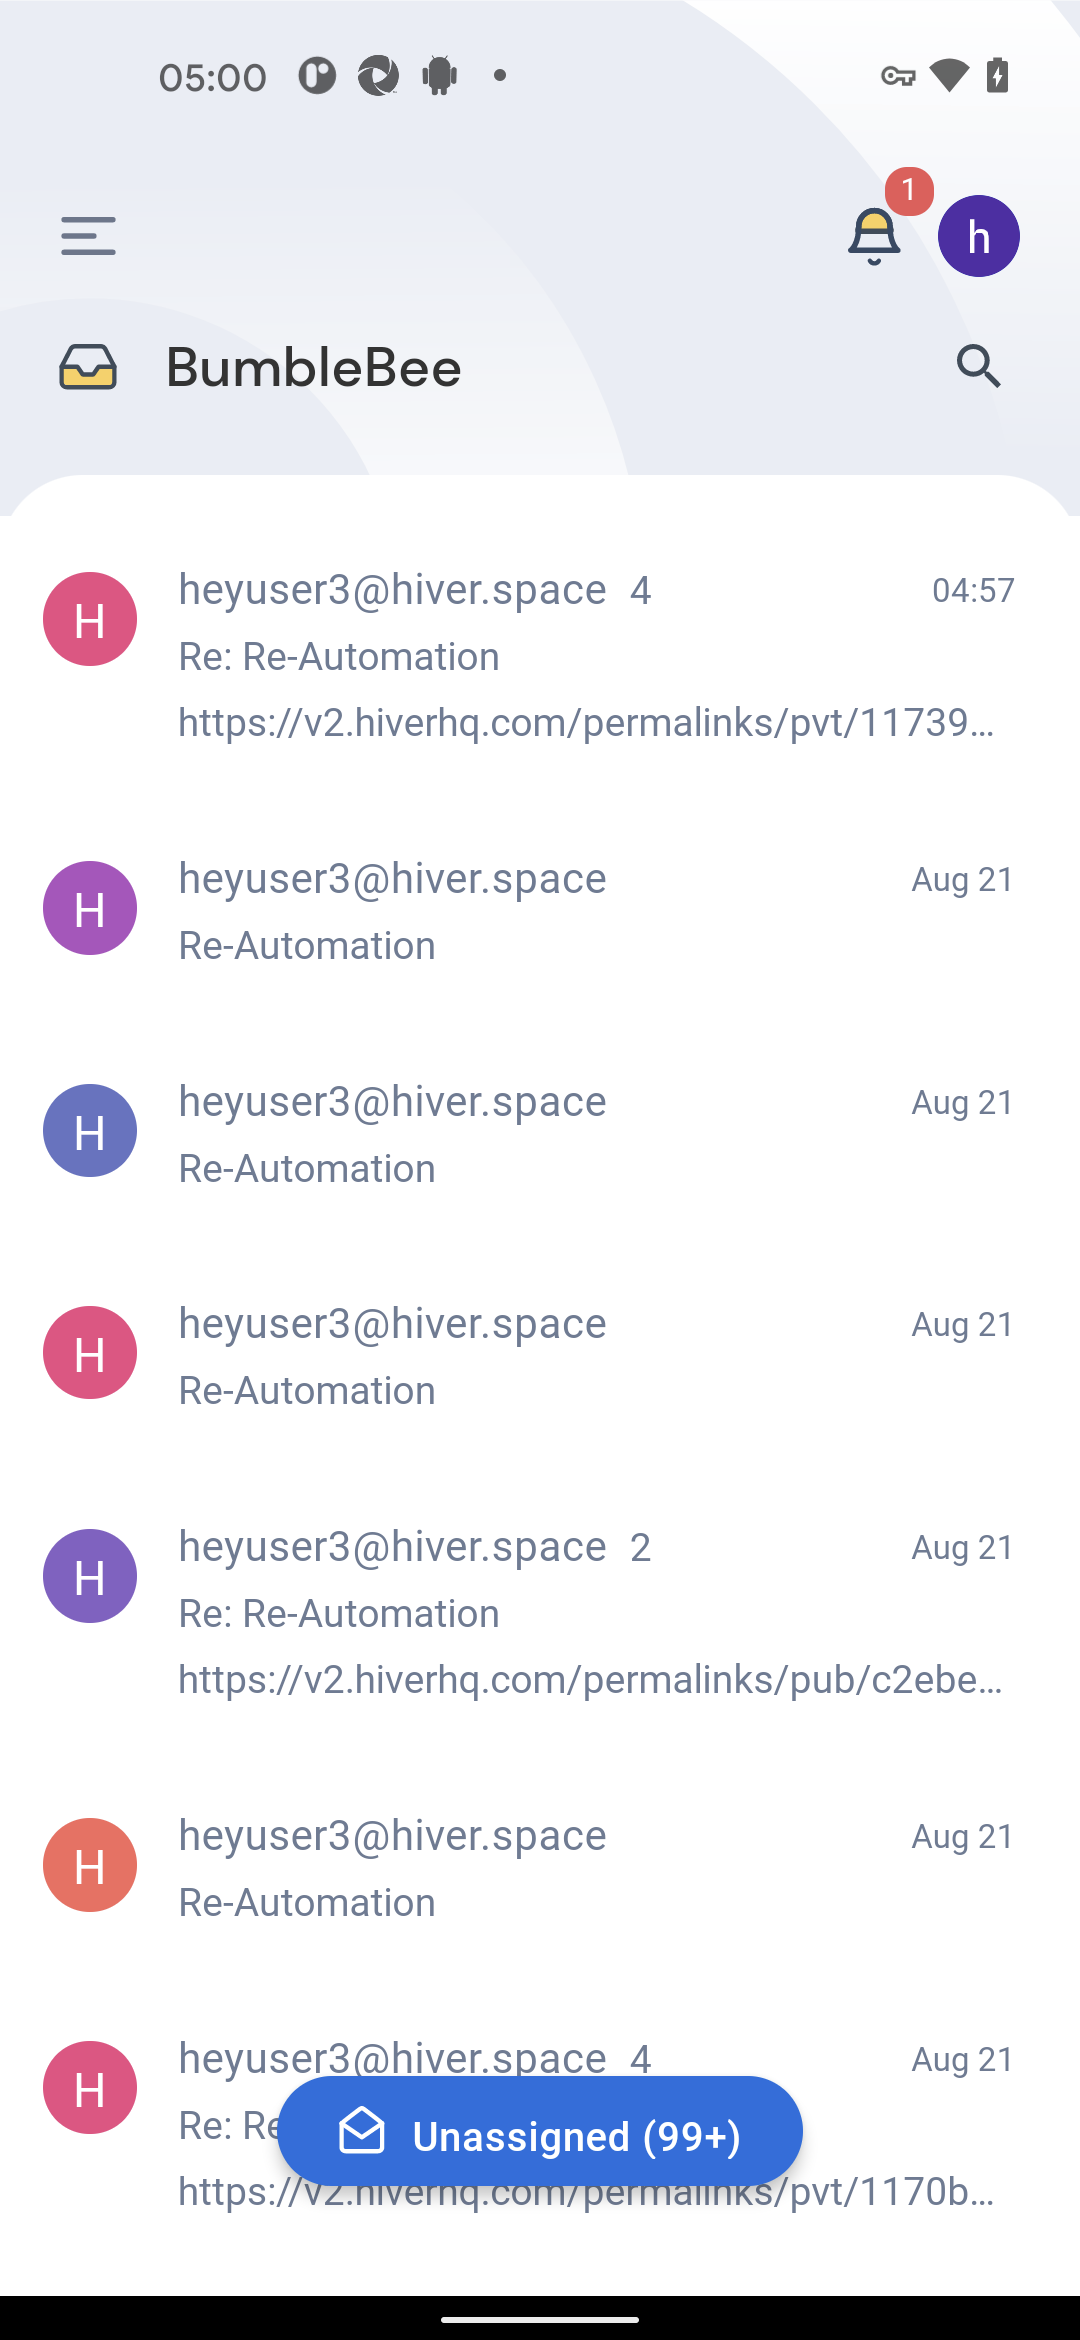 05:00
1
h
BumbleBee
H
heyuser3@hiver.space 4 04:57
Re: Re-Automation
https://v2.hiverhq.com/permalinks/pvt/11739…
H
heyuser3@hiver.space Aug 21
Re-Automation
H
heyuser3@hiver.space Aug 21
Re-Automation
H
heyuser3@hiver.space Aug 21
Re-Automation
H
heyuser3@hiver.space 2 Aug 21
Re: Re-Automation
https://v2.hiverhq.com/permalinks/pub/c2ebe…
H
heyuser3@hiver.space Aug 21
Re-Automation
H
heyuser3@hiver.space 4 Aug 21
Re: Re
Unassigned (99+)
https://v2.hiverhq.com/permalinks/pvt/1170b…